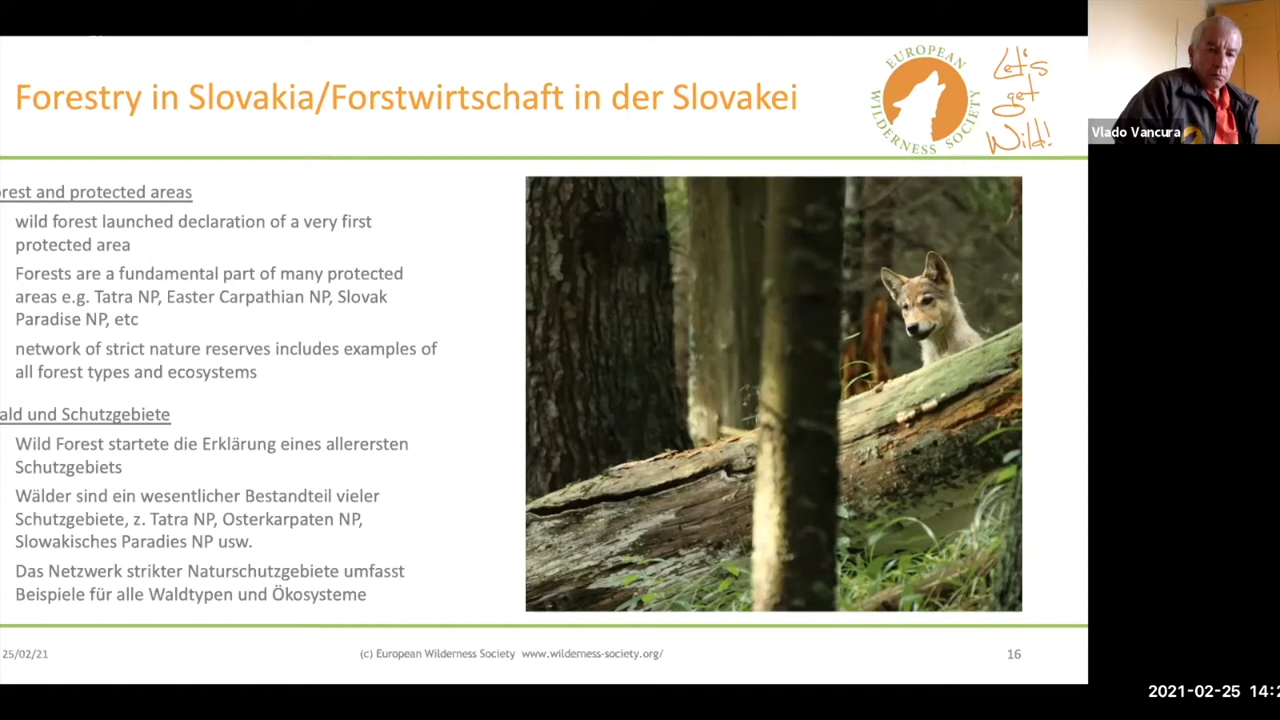 Forestry in Slovakia/Forstwirtschaft in der Slovakei
EUROPEAN
WILDERNESS SOCIETY
Let's
get
Wild!
Vlado Vancura
rest and protected areas
wild forest launched declaration of a very first
protected area
Forests are a fundamental part of many protected
areas e.g. Tatra NP, Easter Carpathian NP, Slovak
Paradise NP, etc
network of strict nature reserves includes examples of
all forest types and ecosystems
ald und Schutzgebiete
Wild Forest startete die Erklärung eines allerersten
Schutzgebiets
Wälder sind ein wesentlicher Bestandteil vieler
Schutzgebiete, z. Tatra NP, Osterkarpaten NP,
Slowakisches Paradies NP usw.
Das Netzwerk strikter Naturschutzgebiete umfasst
Beispiele für alle Waldtypen und Ökosysteme
25/02/21
(c) European Wilderness Society www.wilderness-society.org/
16
2021-02-25 14:2